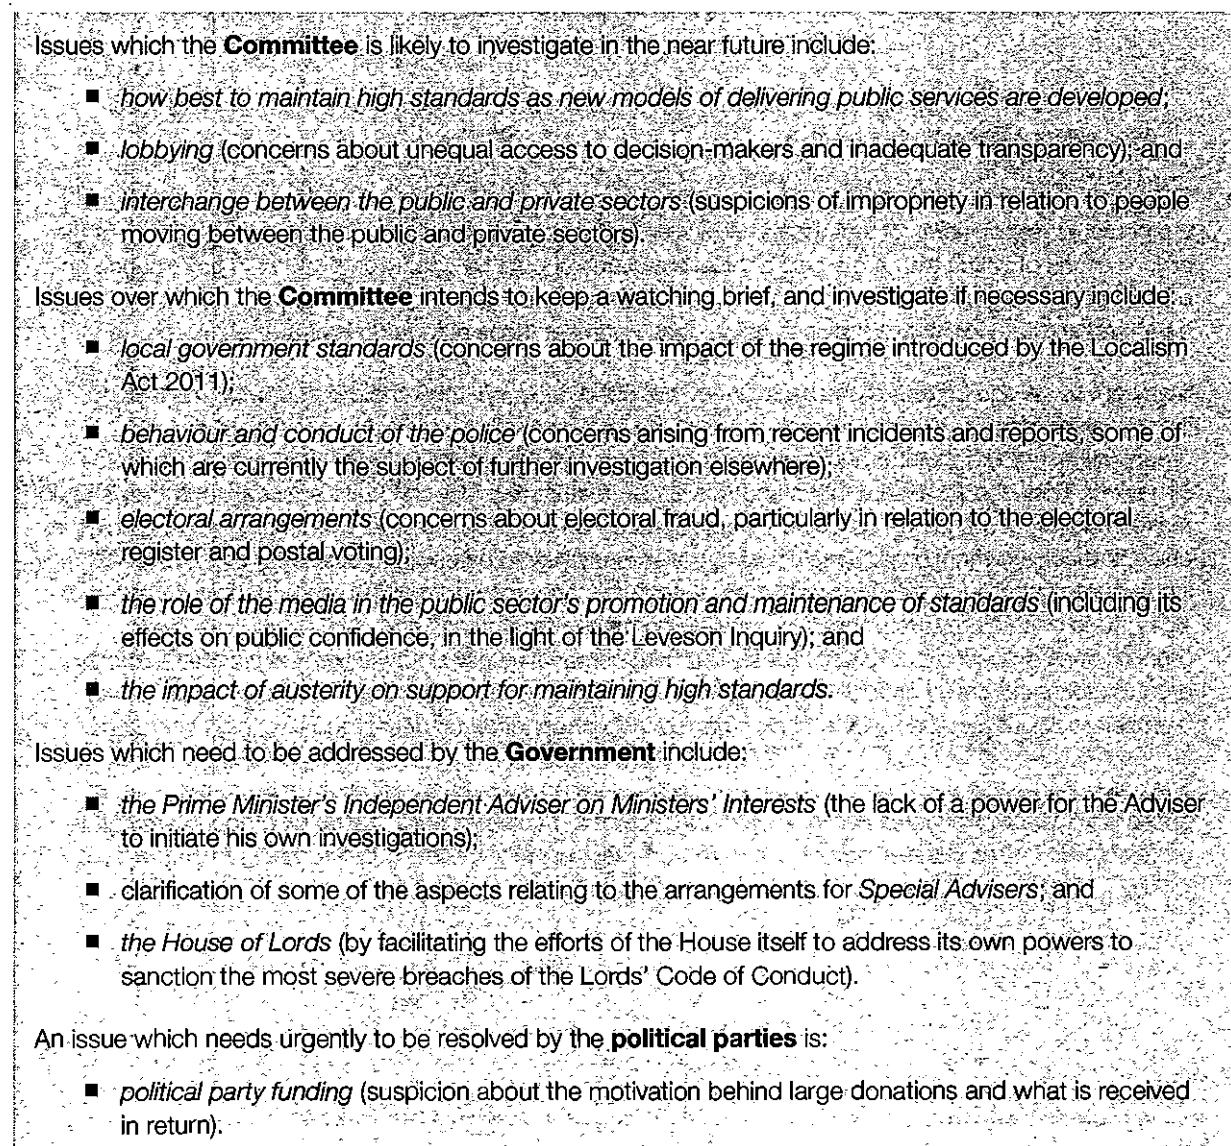 Issues which the Committee is likely to investigate in the near future include:
■ how best to maintain high standards as new models of delivering public services are developed;
■ lobbying (concerns about unequal access to decision-makers and inadequate transparency); and
■ interchange between the public and private sectors (suspicions of impropriety in relation to people
moving between the public and private sectors).
Issues over which the Committee intends to keep a watching brief, and investigate if necessary include:
■ local government standards (concerns about the impact of the regime introduced by the Localism
Act 2011);
■ behaviour and conduct of the police (concerns arising from recent incidents and reports, some of
which are currently the subject of further investigation elsewhere);
■ electoral arrangements (concerns about electoral fraud, particularly in relation to the electoral
register and postal voting);
■ the role of the media in the public sector's promotion and maintenance of standards (including its
effects on public confidence, in the light of the Leveson Inquiry); and
■ the impact of austerity on support for maintaining high standards.
Issues which need to be addressed by the Government include:
■ the Prime Minister's Independent Adviser on Ministers' Interests (the lack of a power for the Adviser
to initiate his own investigations);
■ clarification of some of the aspects relating to the arrangements for Special Advisers; and
■ the House of Lords (by facilitating the efforts of the House itself to address its own powers to
sanction the most severe breaches of the Lords' Code of Conduct).
An issue which needs urgently to be resolved by the political parties is:
■ political party funding (suspicion about the motivation behind large donations and what is received
in return).